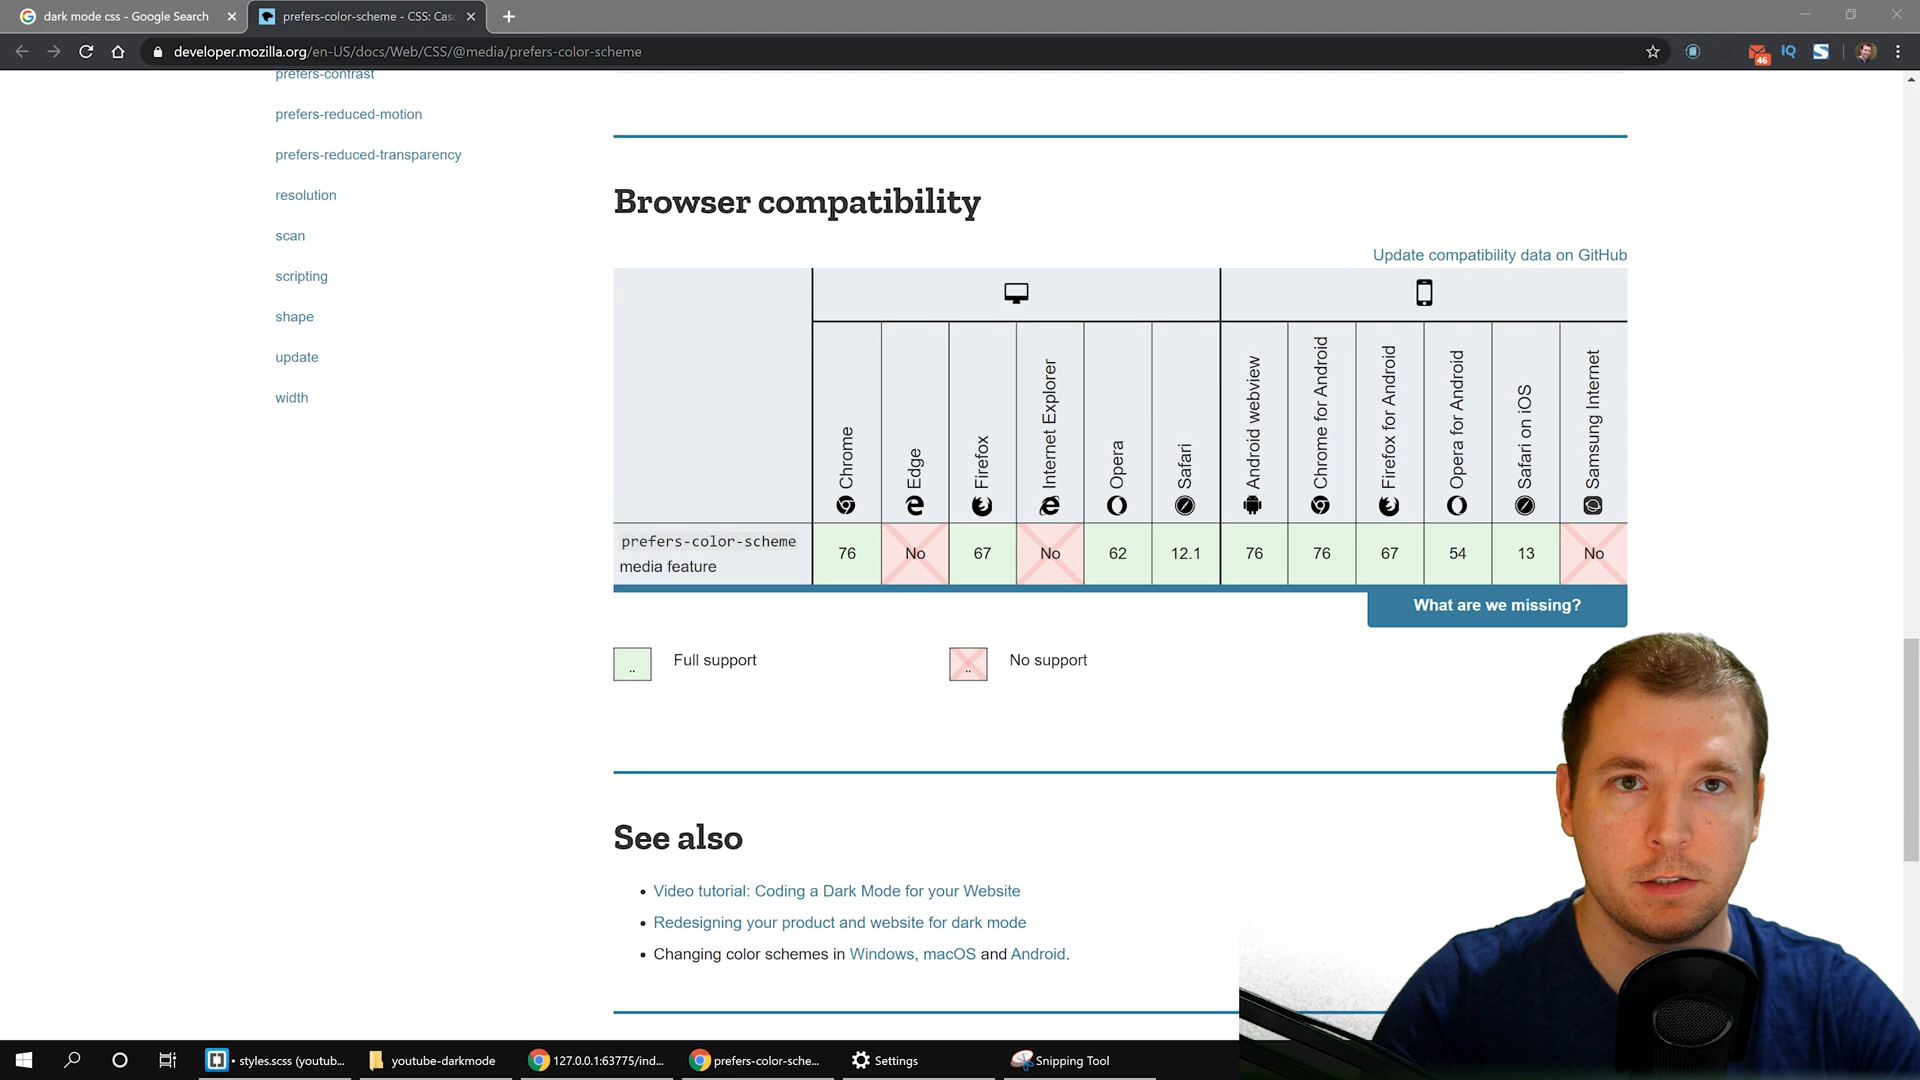 dark mode css - Google Search
prefers-color-scheme - CSS: Casc
developer.mozilla.org/en-US/docs/Web/CSS/@media/prefers-color-scheme
46
IQ
S
prefers-contrast
prefers-reduced-motion
prefers-reduced-transparency
resolution
scan
scripting
shape
update
width
Browser compatibility
Update compatibility data on GitHub
Chrome
Edge
Firefox
Internet Explorer
Opera
Safari
Android webview
Chrome for Android
Firefox for Android
Opera for Android
Safari on iOS
Samsung Internet
prefers-color-scheme
media feature
76
No
67
No
62
12.1
76
76
67
54
13
No
What are we missing?
.. Full support
.. No support
See also
• Video tutorial: Coding a Dark Mode for your Website
• Redesigning your product and website for dark mode
• Changing color schemes in Windows, macOS and Android.
• styles.scss (youtub...
youtube-darkmode
127.0.0.1:63775/ind...
prefers-color-sche...
Settings
Snipping Tool